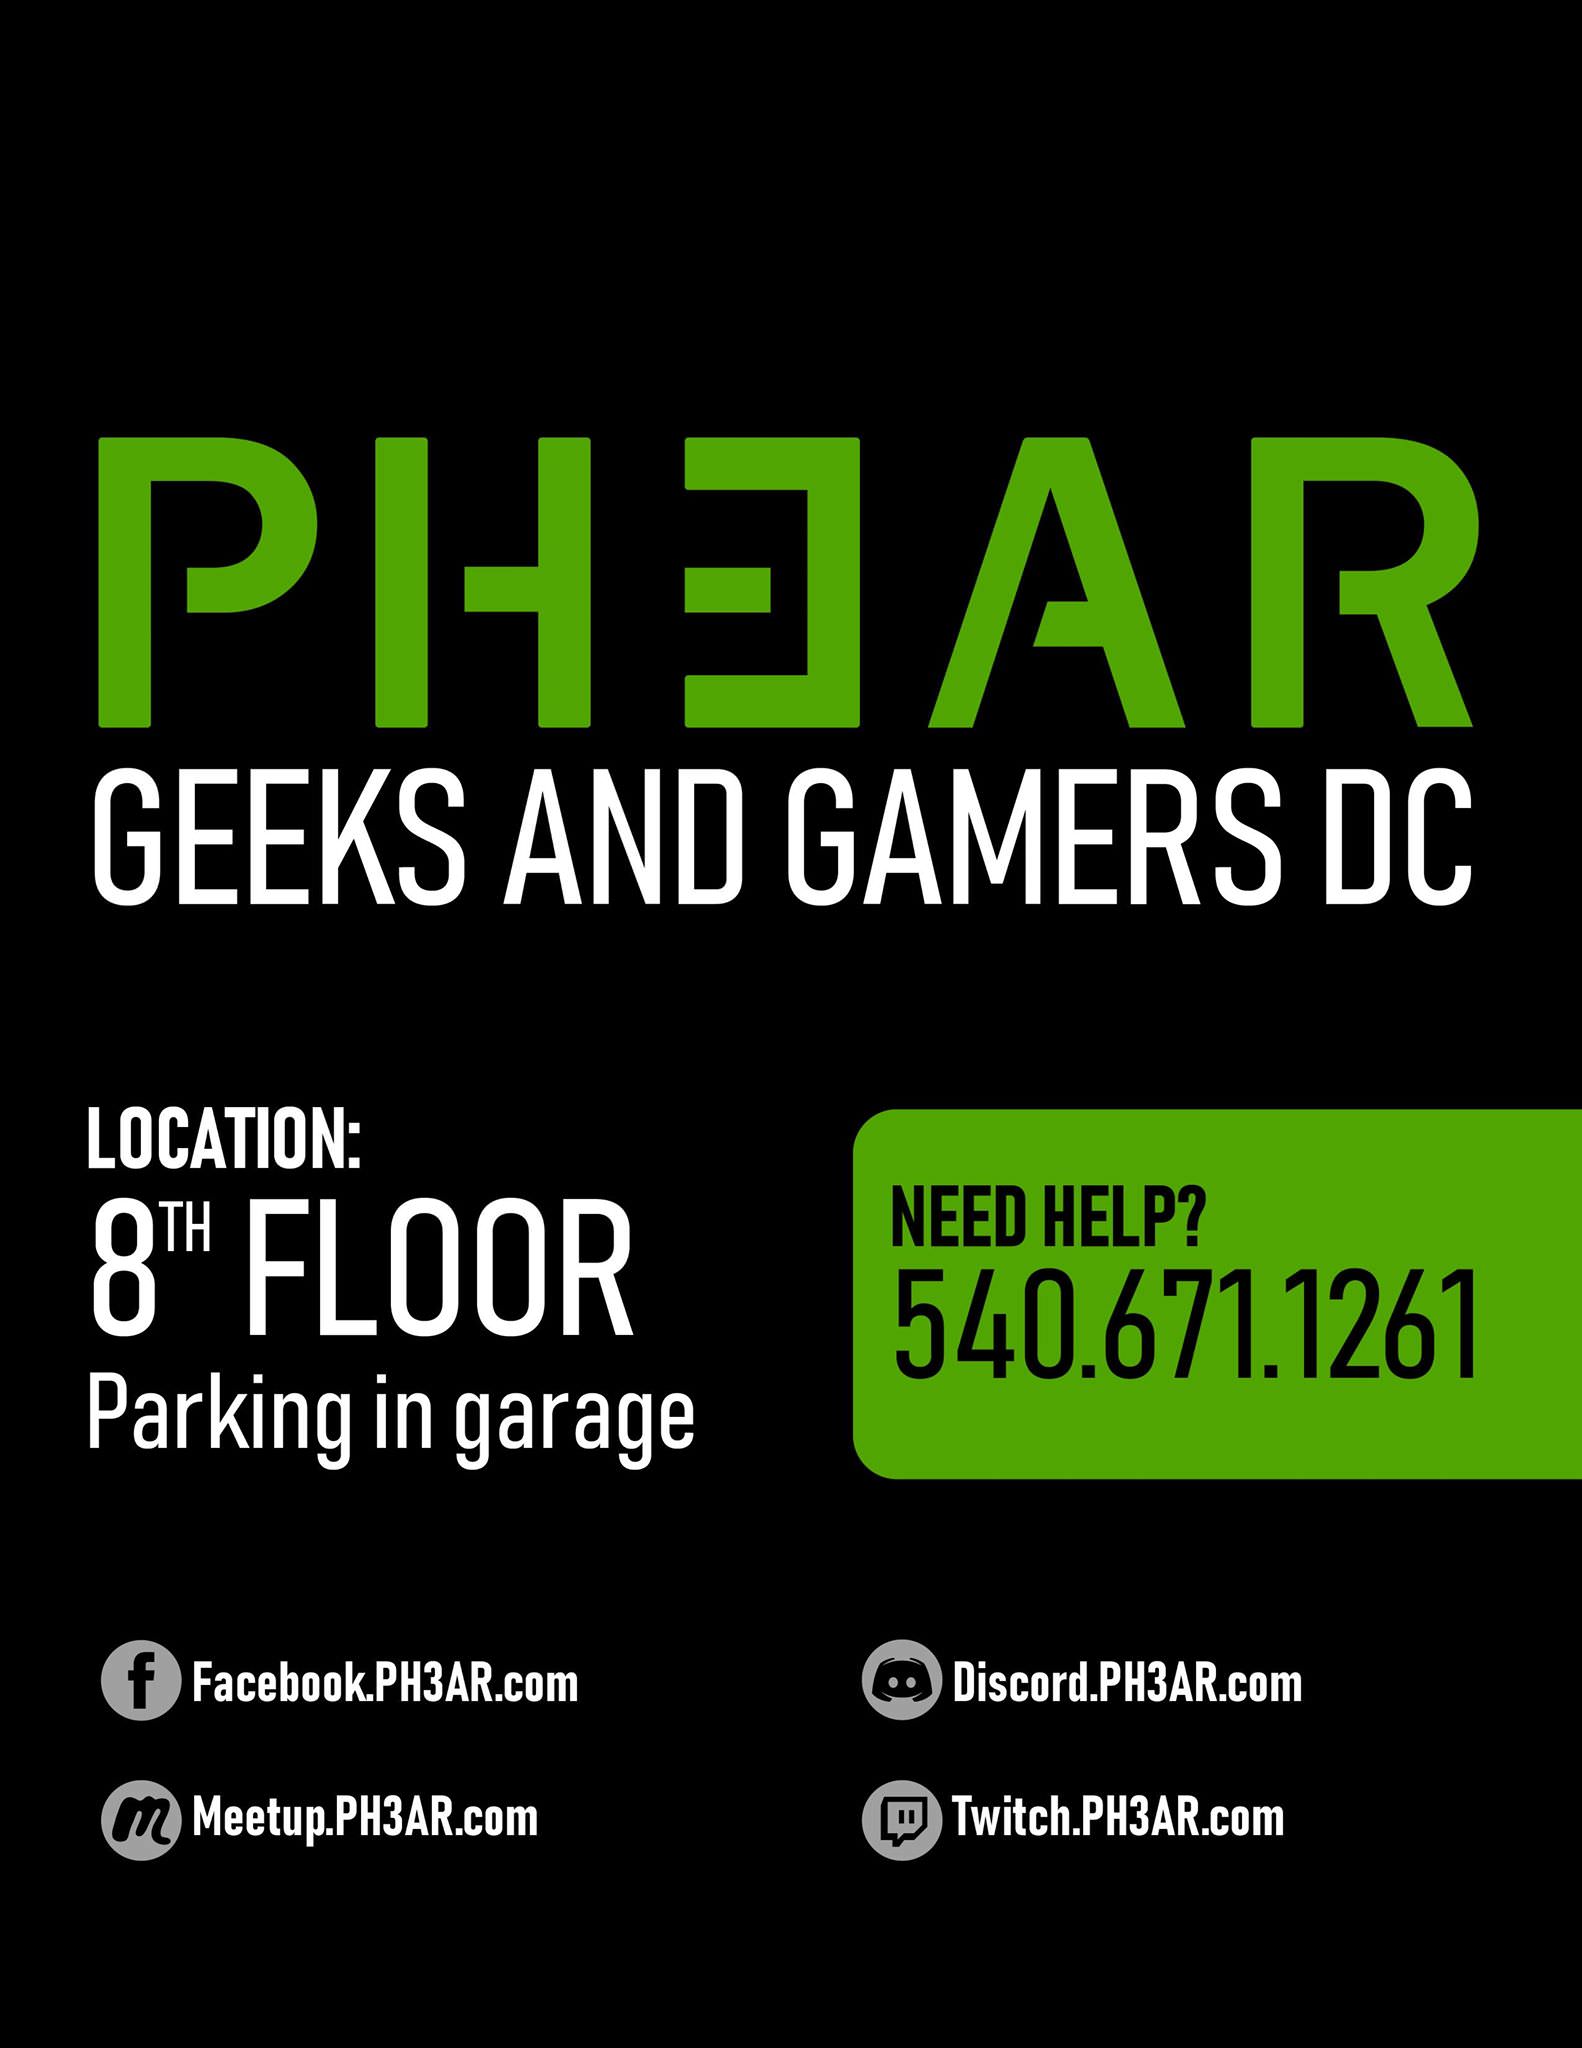 PH3AR
GEEKS AND GAMERS DC
LOCATION:
8TH FLOOR
Parking in garage
NEED HELP?
540.671.1261
Facebook.PH3AR.com
Discord.PH3AR.com
Meetup.PH3AR.com
Twitch.PH3AR.com